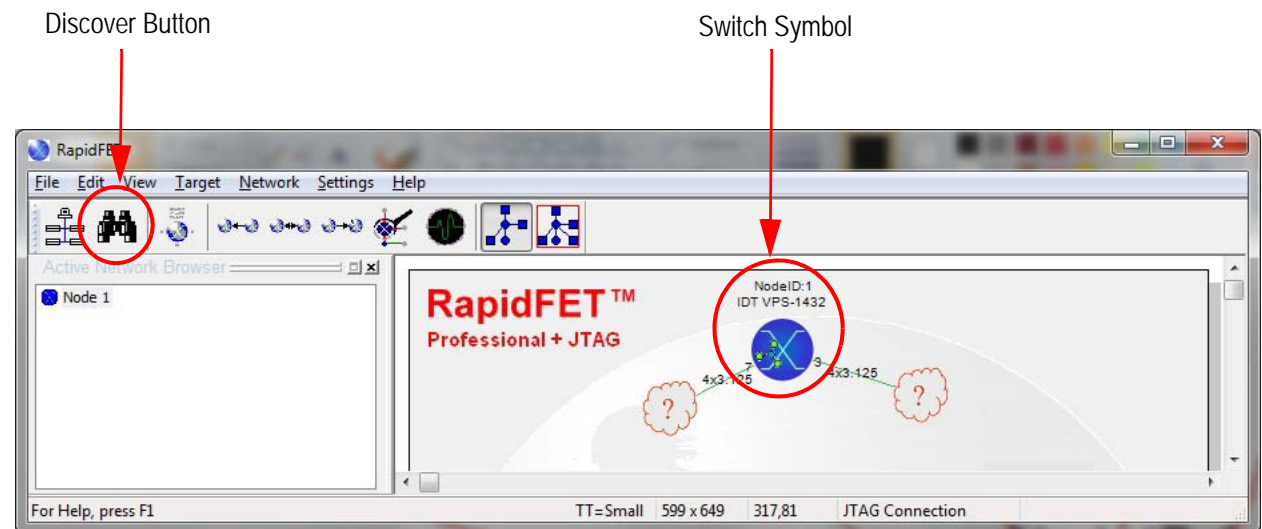 Discover Button
Switch Symbol
RapidFET
File Edit View Target Network Settings Help
Active Network Browser
Node 1
RapidFET™
Professional + JTAG
NodeID:1
IDT VPS-1432
7
3
4x3.125
4x3.125
?
?
For Help, press F1
TT=Small 599 x 649 317,81 JTAG Connection